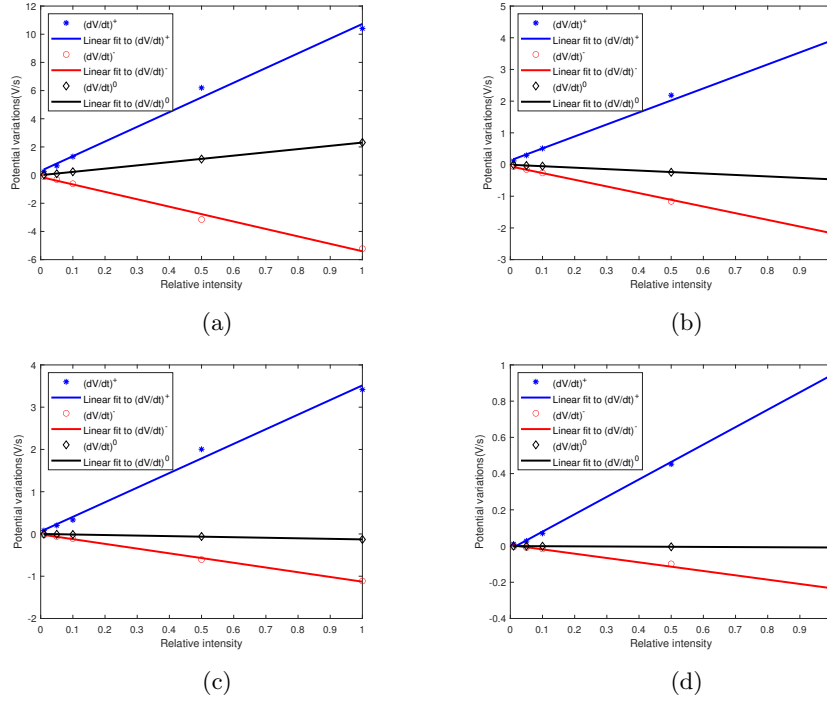 12
10
8
6
4
2
0
-2
-4
-6
Potential variations(V/s)
(dV/dt)+
Linear fit to (dV/dt)+
(dV/dt)-
Linear fit to (dV/dt)-
(dV/dt)0
Linear fit to (dV/dt)0
0 0.1 0.2 0.3 0.4 0.5 0.6 0.7 0.8 0.9 1
Relative intensity
(a)
5
4
3
2
1
0
-1
-2
-3
Potential variations(V/s)
(dV/dt)+
Linear fit to (dV/dt)+
(dV/dt)-
Linear fit to (dV/dt)-
(dV/dt)0
Linear fit to (dV/dt)0
0 0.1 0.2 0.3 0.4 0.5 0.6 0.7 0.8 0.9
Relative intensity
(b)
4
3
2
1
0
-1
-2
Potential variations(V/s)
(dV/dt)+
Linear fit to (dV/dt)+
(dV/dt)-
Linear fit to (dV/dt)-
(dV/dt)0
Linear fit to (dV/dt)0
0 0.1 0.2 0.3 0.4 0.5 0.6 0.7 0.8 0.9 1
Relative intensity
(c)
1
0.8
0.6
0.4
0.2
0
-0.2
-0.4
Potential variations(V/s)
(dV/dt)+
Linear fit to (dV/dt)+
(dV/dt)-
Linear fit to (dV/dt)-
(dV/dt)0
Linear fit to (dV/dt)0
0 0.1 0.2 0.3 0.4 0.5 0.6 0.7 0.8 0.9
Relative intensity
(d)